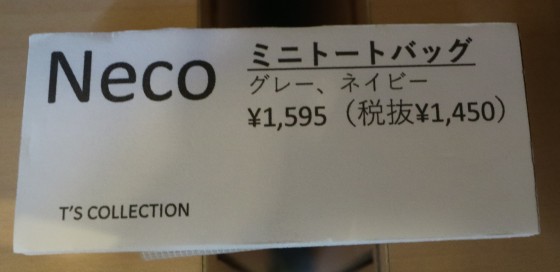 Neco
ミニトートバッグ
グレー、ネイビー
¥1,595（税抜¥1,450）
T'S COLLECTION